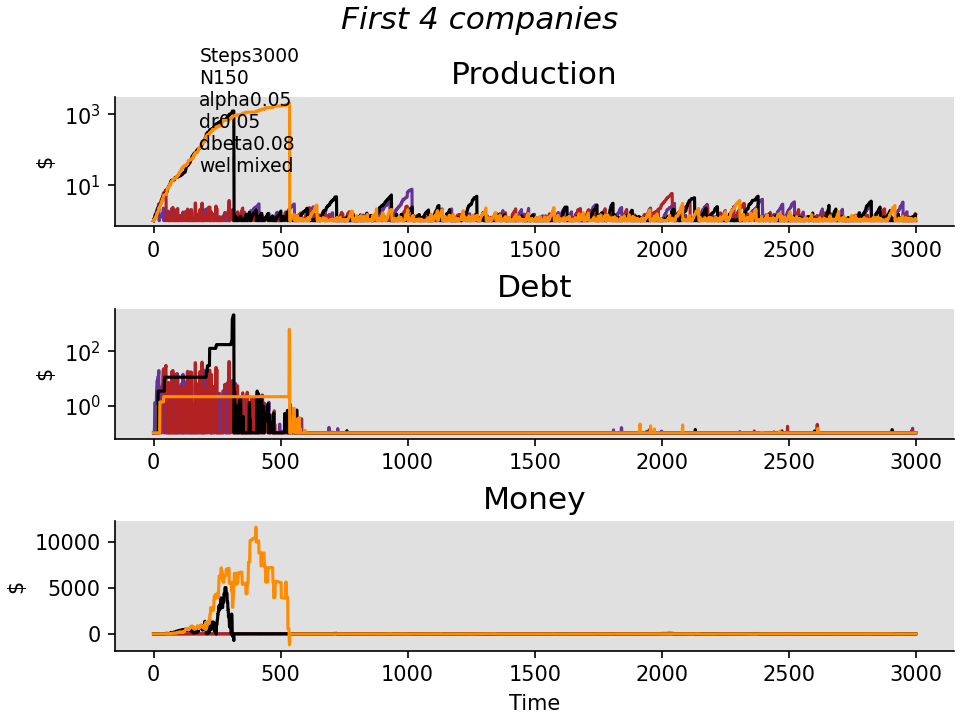 First 4 companies
Steps3000
N150
alpha0.05
dr0.05
dbeta0.08
wellmixed
Production
$
10^3
10^1
0 500 1000 1500 2000 2500 3000
Debt
$
10^2
10^0
0 500 1000 1500 2000 2500 3000
Money
$
10000
5000
0
0 500 1000 1500 2000 2500 3000
Time